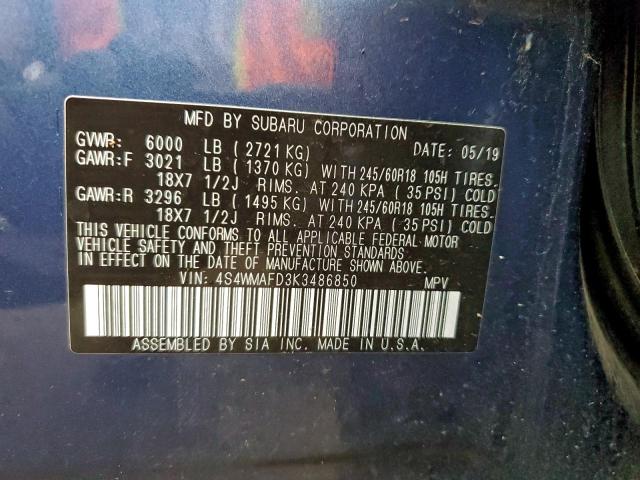 MFD BY SUBARU CORPORATION
GVWR: 6000 LB (2721 KG) DATE: 05/19
GAWR:F 3021 LB (1370 KG) WITH 245/60R18 105H TIRES.
18X7 1/2J RIMS. AT 240 KPA (35 PSI) COLD
GAWR:R 3296 LB (1495 KG) WITH 245/60R18 105H TIRES.
18X7 1/2J RIMS. AT 240 KPA (35 PSI) COLD
THIS VEHICLE CONFORMS TO ALL APPLICABLE FEDERAL MOTOR
VEHICLE SAFETY AND THEFT PREVENTION STANDARDS
IN EFFECT ON THE DATE OF MANUFACTURE SHOWN ABOVE.
VIN: 4S4WMAFD3K3486850 MPV
ASSEMBLED BY SIA INC. MADE IN U.S.A.